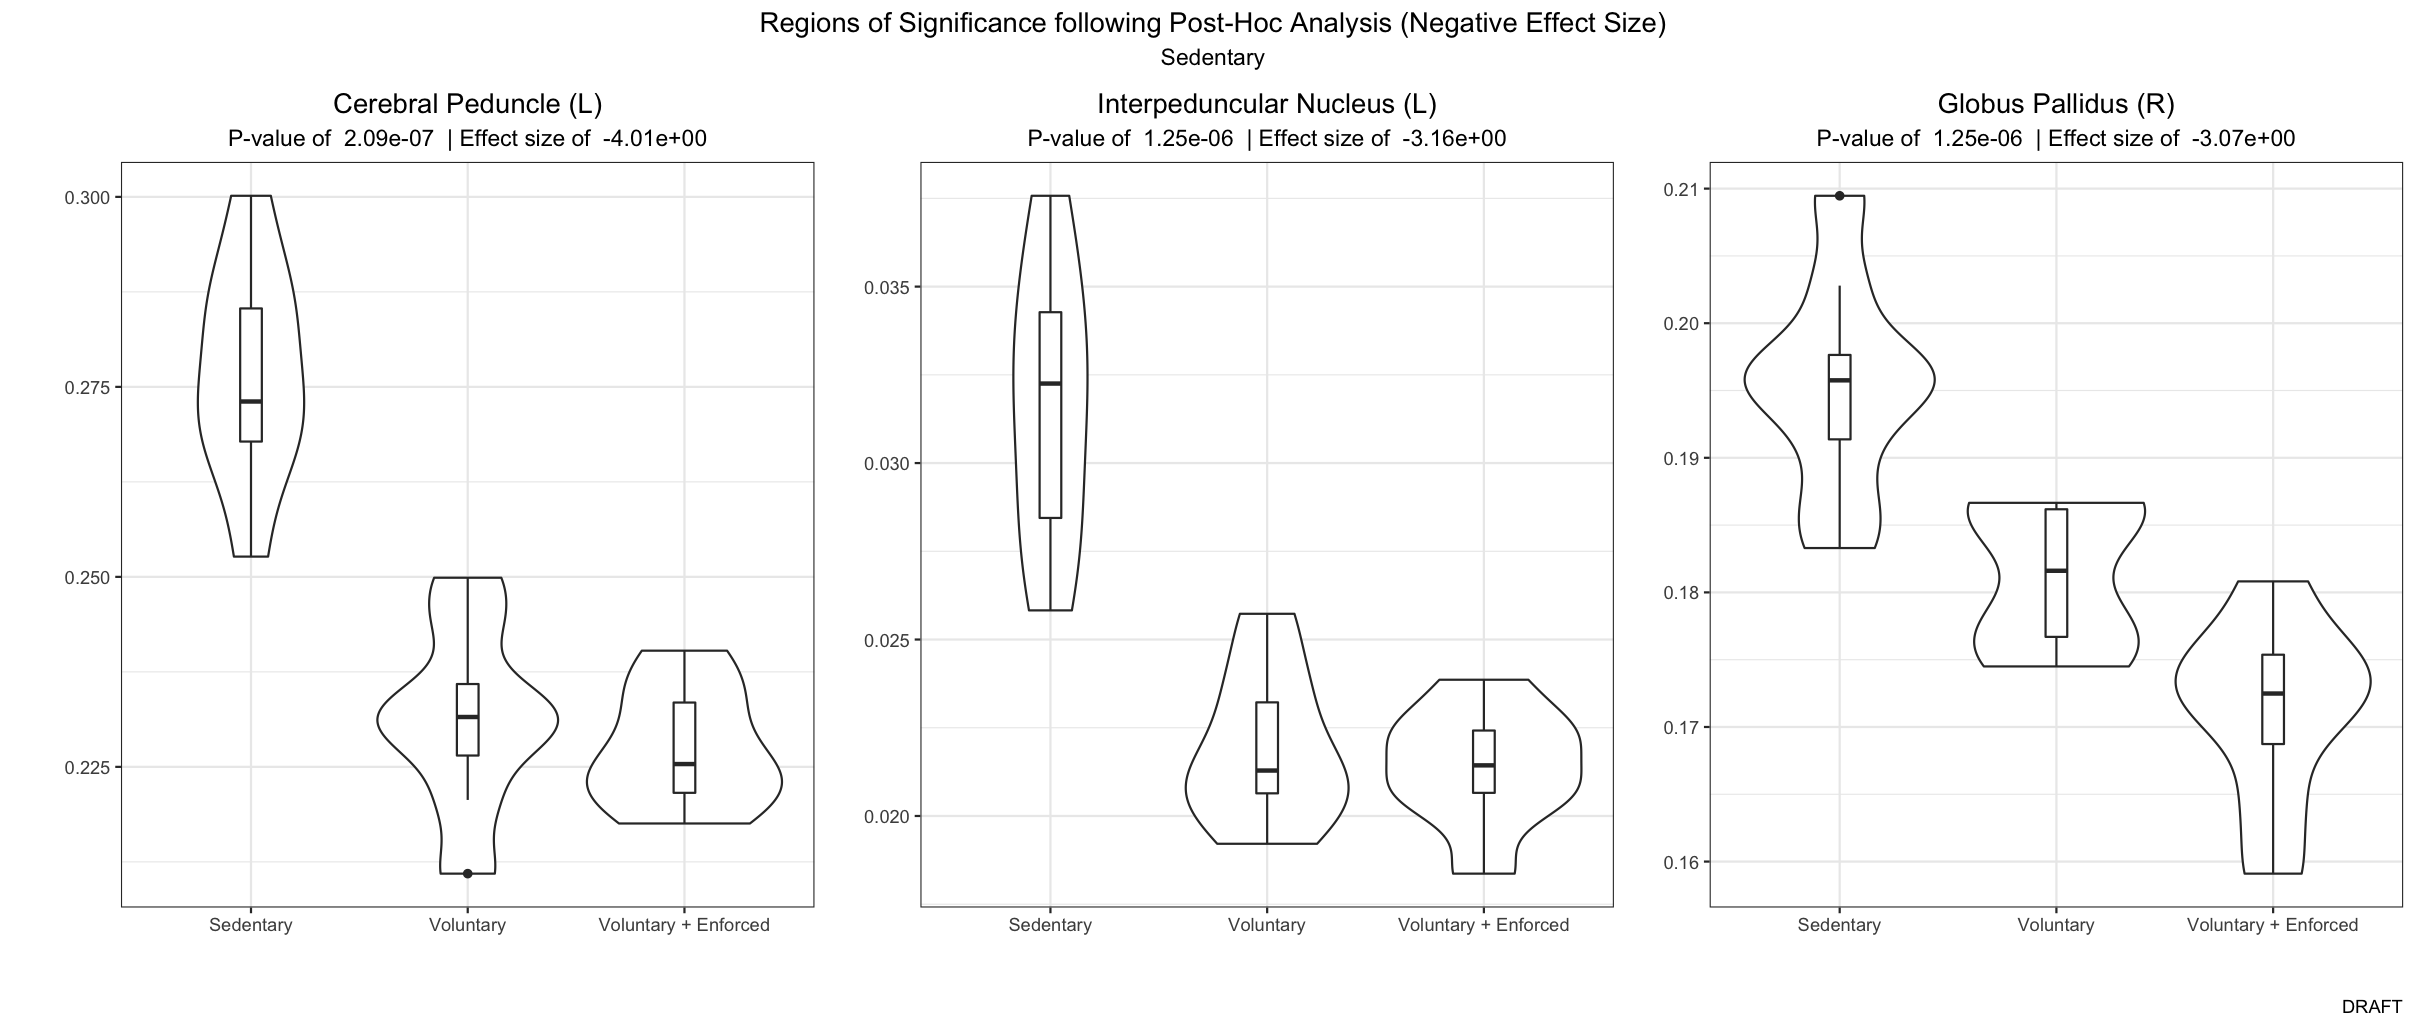 Regions of Significance following Post-Hoc Analysis (Negative Effect Size)
Sedentary
Cerebral Peduncle (L)
P-value of 2.09e-07 | Effect size of -4.01e+00
0.300
0.275
0.250
0.225
Sedentary
Voluntary
Voluntary + Enforced
Interpeduncular Nucleus (L)
P-value of 1.25e-06 | Effect size of -3.16e+00
0.035
0.030
0.025
0.020
Sedentary
Voluntary
Voluntary + Enforced
Globus Pallidus (R)
P-value of 1.25e-06 | Effect size of -3.07e+00
0.21
0.20
0.19
0.18
0.17
0.16
Sedentary
Voluntary
Voluntary + Enforced
DRAFT